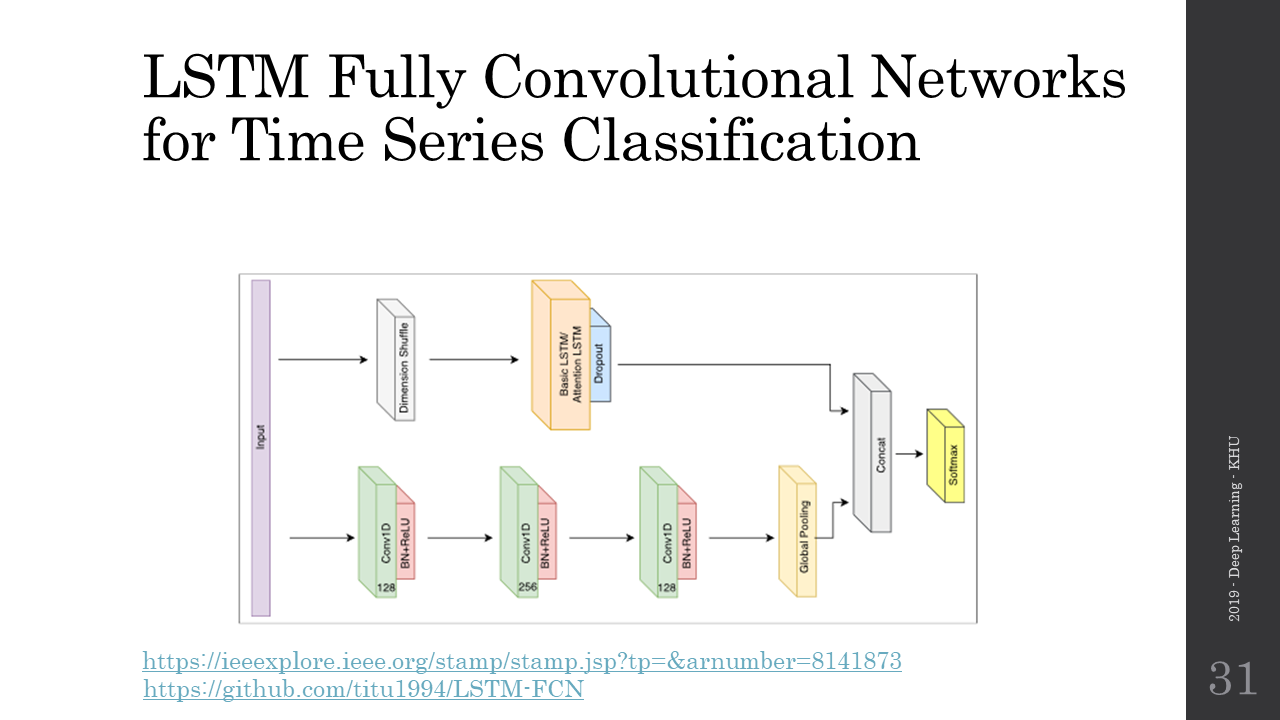 LSTM Fully Convolutional Networks
for Time Series Classification
Input
Dimension Shuffle
Basic LSTM/
Attention LSTM
Dropout
Conv1D
128
BN+ReLU
Conv1D
256
BN+ReLU
Conv1D
128
BN+ReLU
Global Pooling
Concat
Softmax
https://ieeexplore.ieee.org/stamp/stamp.jsp?tp=&arnumber=8141873
https://github.com/titu1994/LSTM-FCN
2019 - Deep Learning - KHU
31